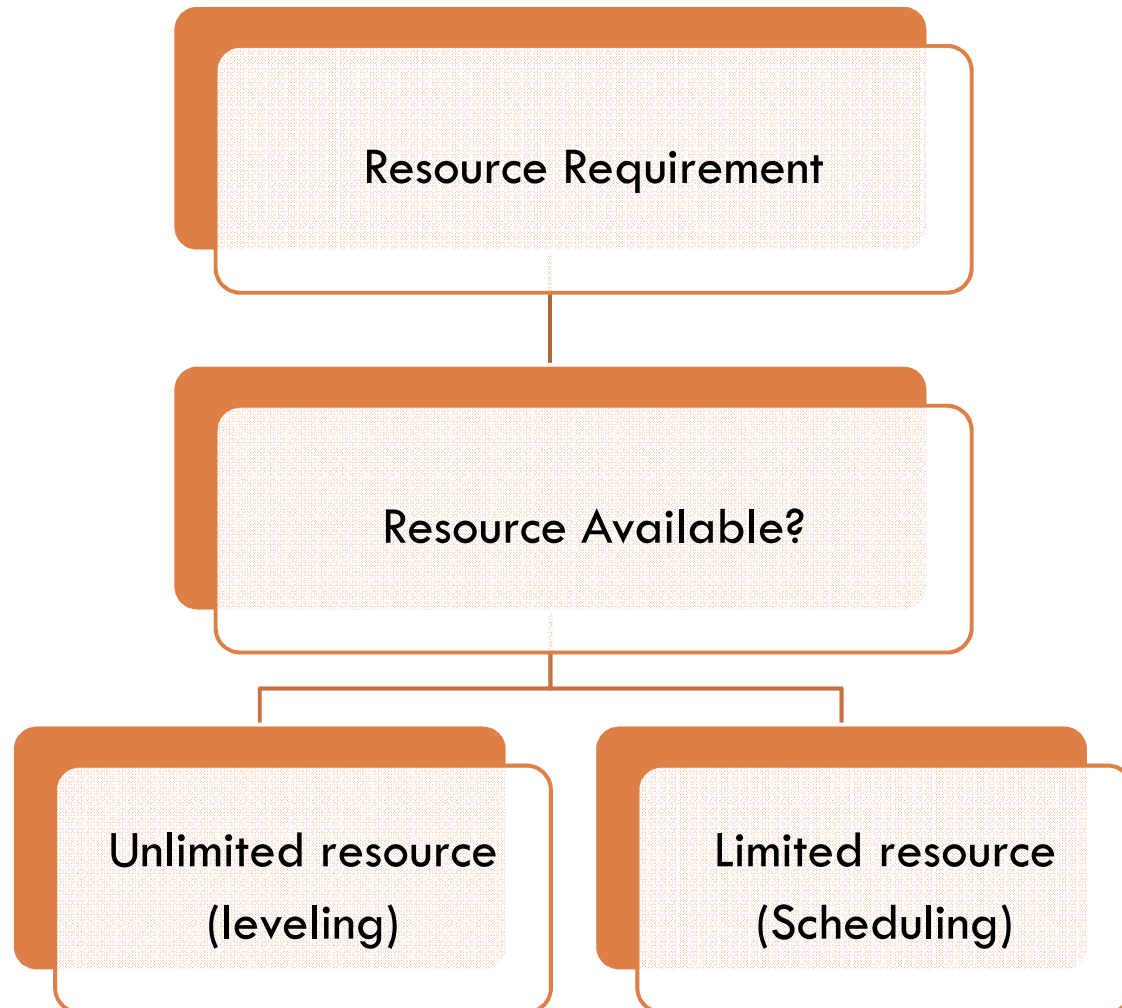 Resource Requirement
Resource Available?
Unlimited resource
(leveling)
Limited resource
(Scheduling)